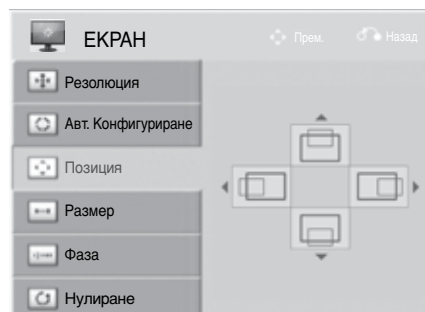 ЕКРАН
Прем.
Назад
Резолюция
Авт. Конфигуриране
Позиция
Размер
Фаза
Нулиране